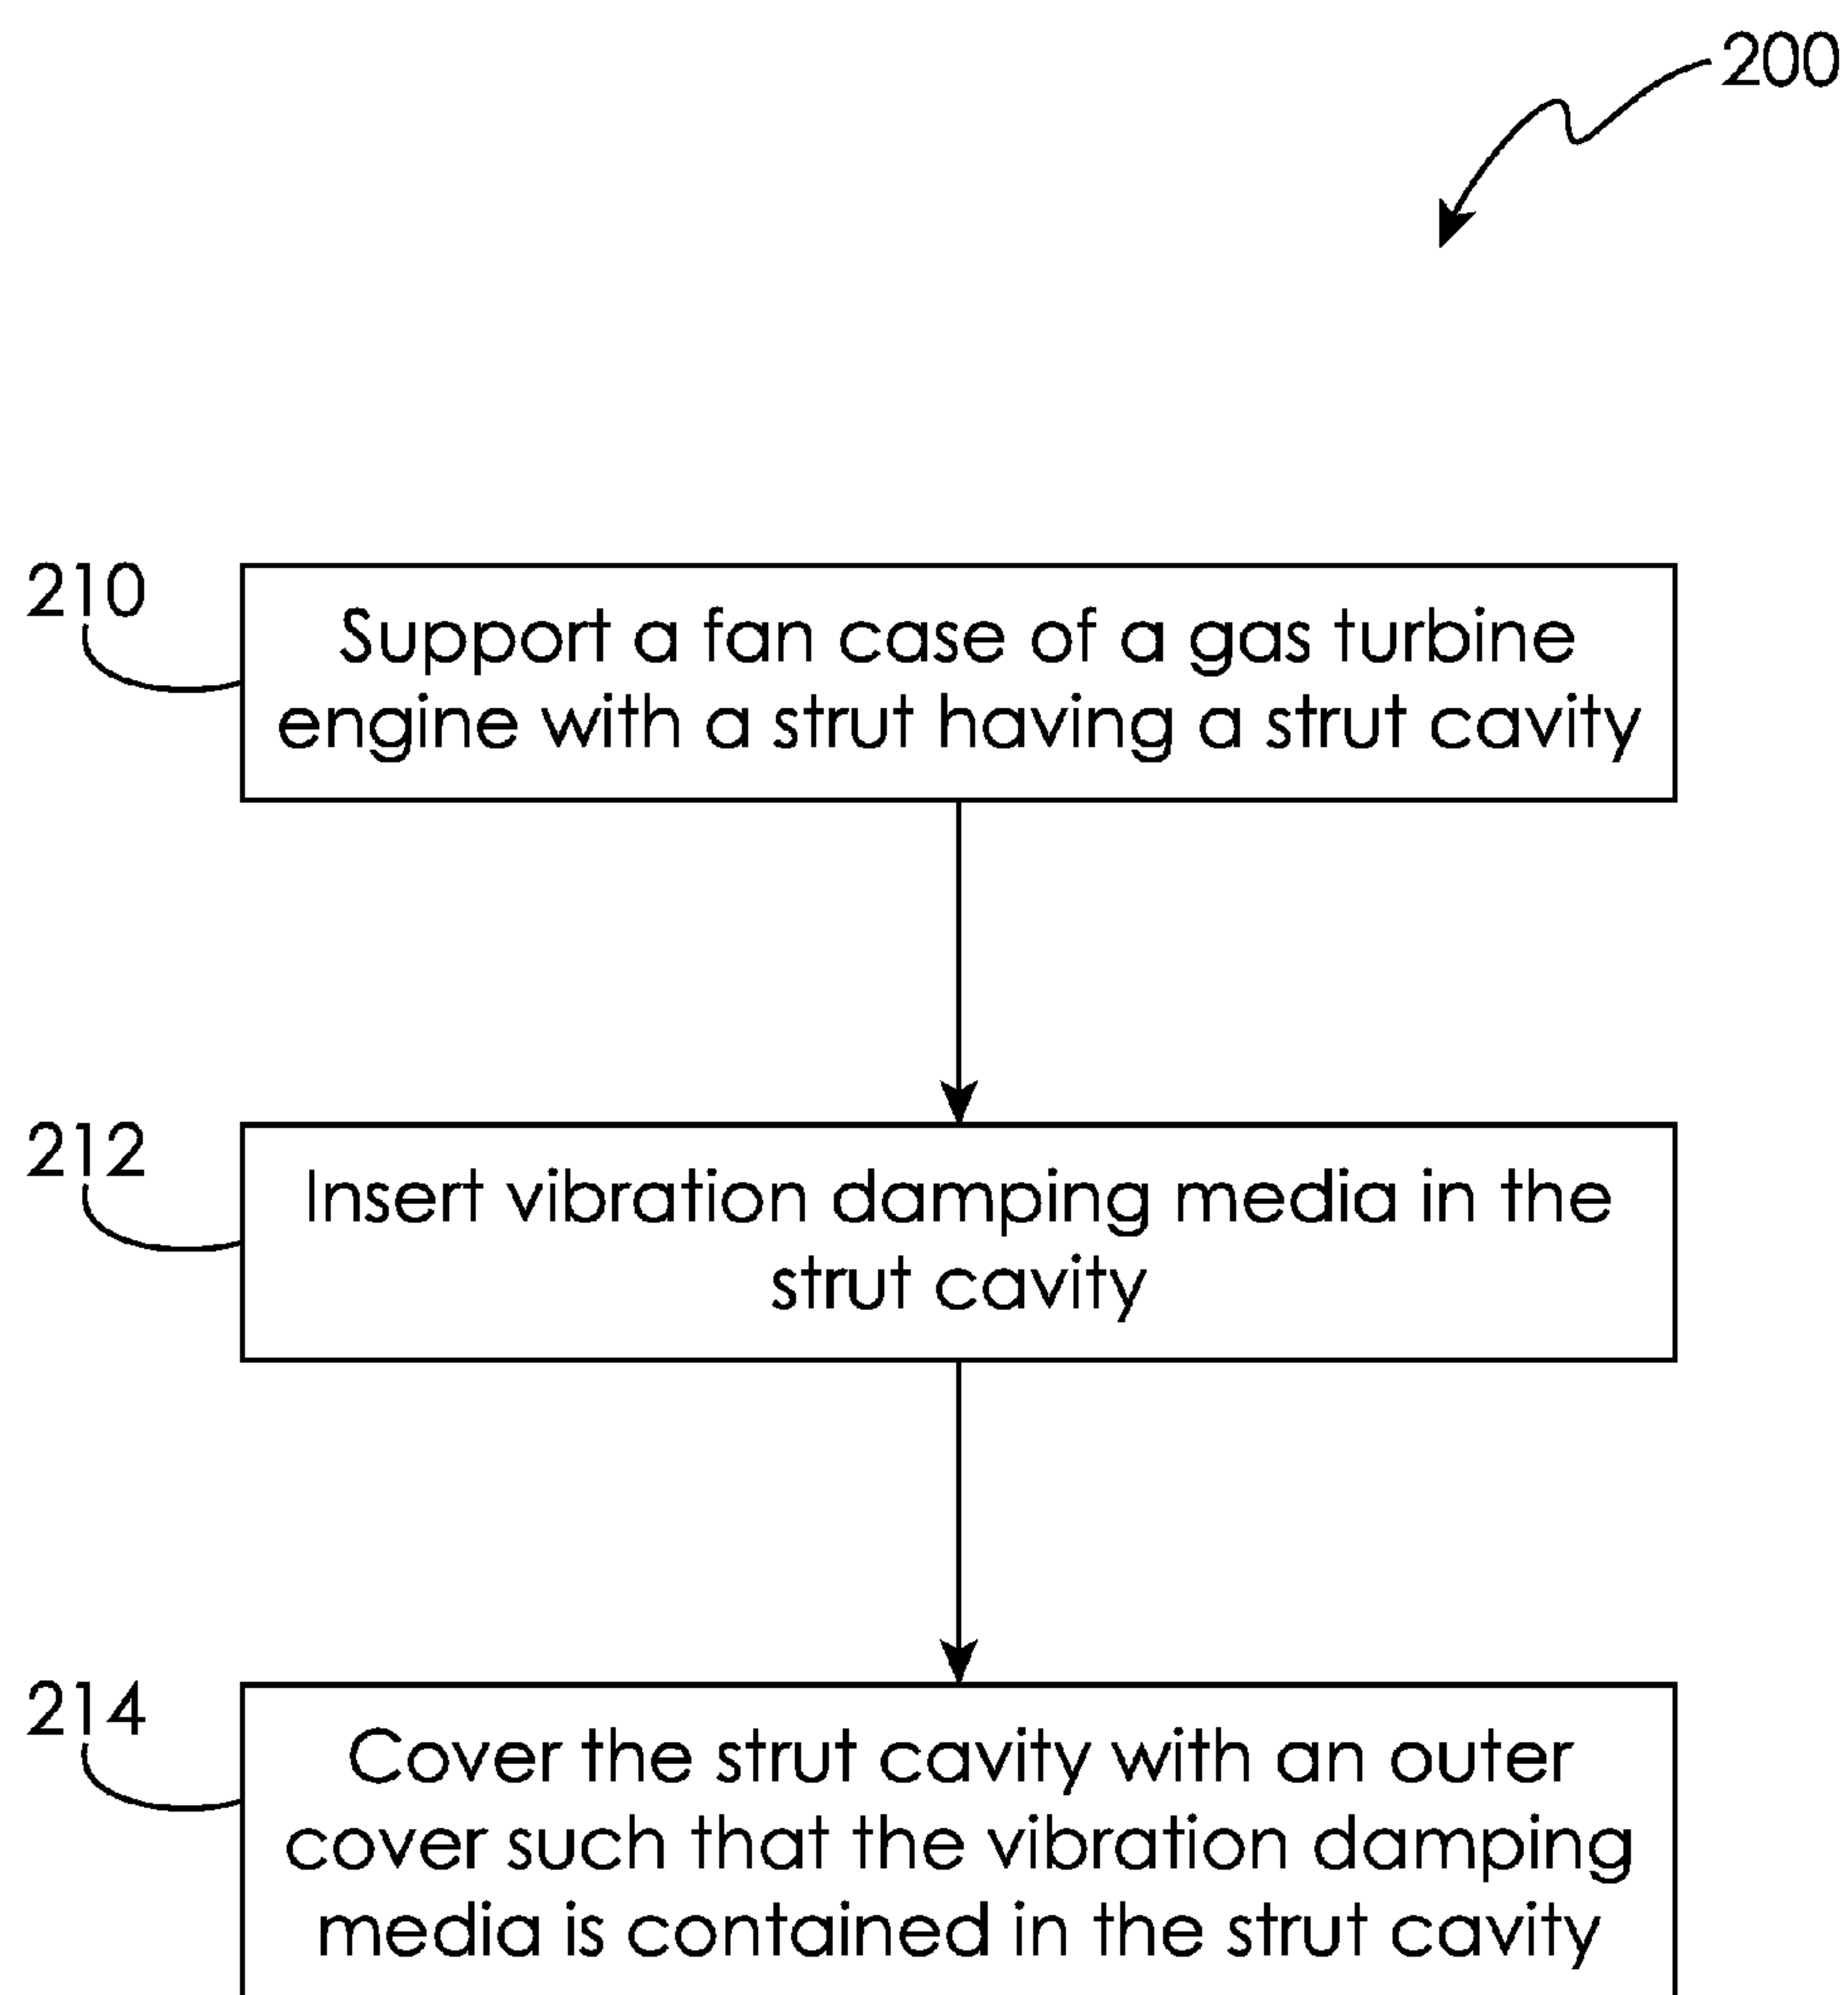 200
210
Support a fan case of a gas turbine
engine with a strut having a strut cavity
212
Insert vibration damping media in the
strut cavity
214
Cover the strut cavity with an outer
cover such that the vibration damping
media is contained in the strut cavity